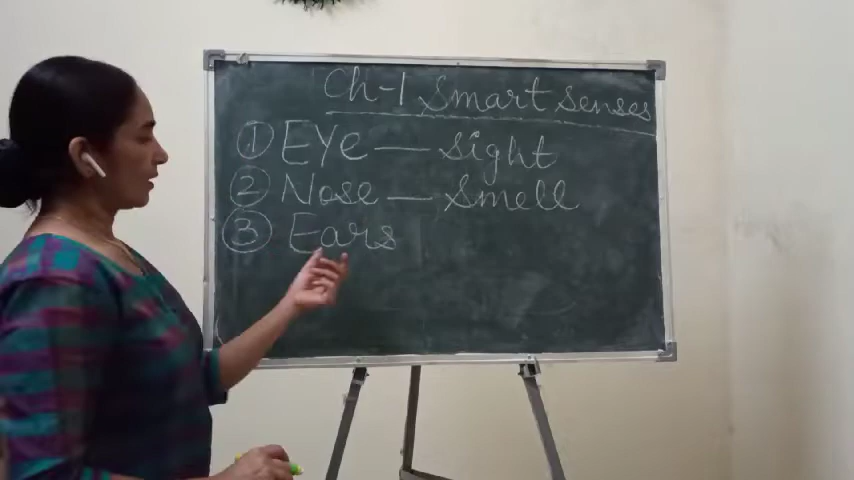 Ch-1 Smart Senses
① Eye — Sight
② Nose — Smell
③ Ears